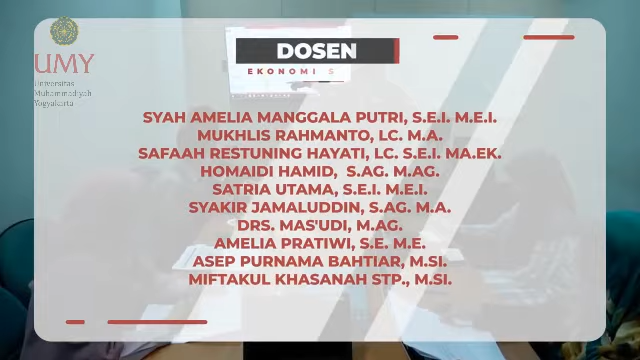 UMY
Universitas
Muhammadiyah
Yogyakarta
DOSEN
EKONOMI S
SYAH AMELIA MANGGALA PUTRI, S.E.I. M.E.I.
MUKHLIS RAHMANTO, LC. M.A.
SAFAAH RESTUNING HAYATI, LC. S.E.I. MA.EK.
HOMAIDI HAMID, S.AG. M.AG.
SATRIA UTAMA, S.E.I. M.E.I.
SYAKIR JAMALUDDIN, S.AG. M.A.
DRS. MAS'UDI, M.AG.
AMELIA PRATIWI, S.E. M.E.
ASEP PURNAMA BAHTIAR, M.SI.
MIFTAKUL KHASANAH STP., M.SI.